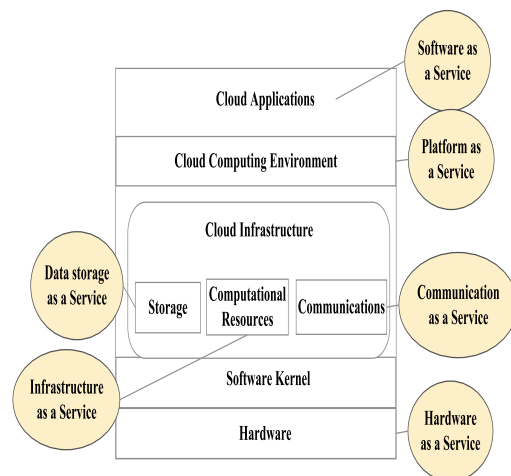 Software as
a Service
Cloud Applications
Platform as
a Service
Cloud Computing Environment
Cloud Infrastructure
Data storage
as a Service
Storage
Computational
Resources
Communications
Communication
as a Service
Infrastructure
as a Service
Software Kernel
Hardware
Hardware
as a Service